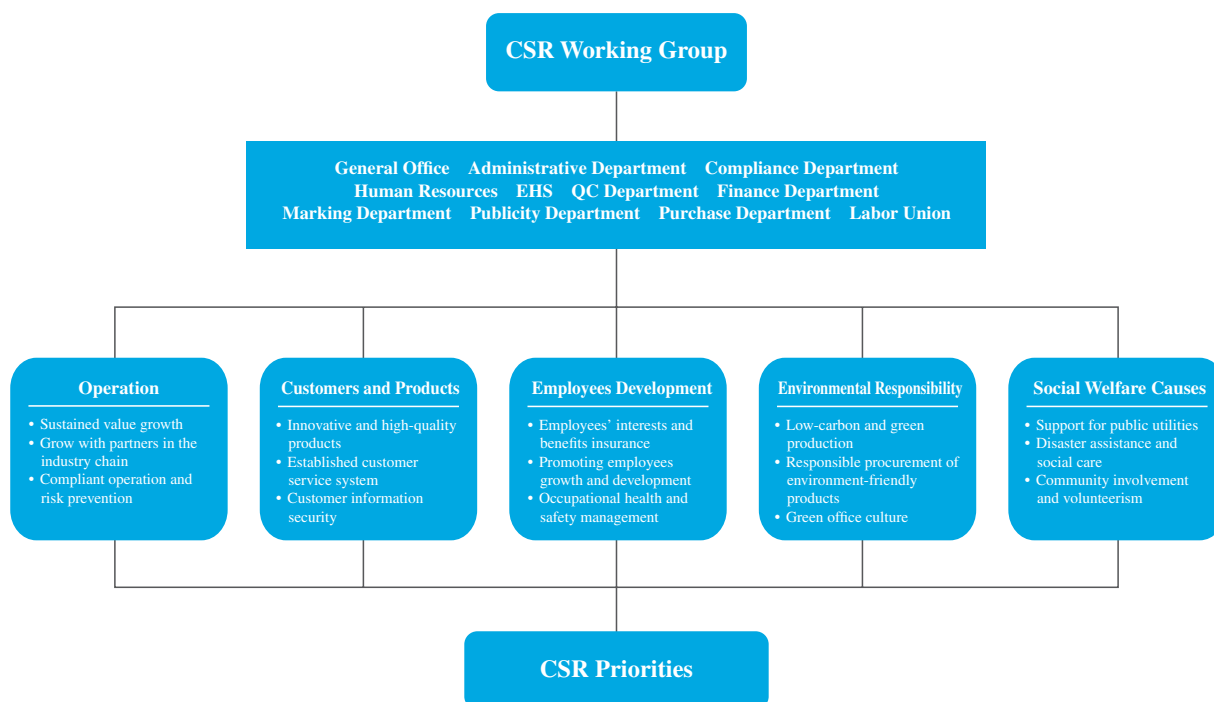 CSR Working Group
General Office Administrative Department Compliance Department
Human Resources EHS QC Department Finance Department
Marking Department Publicity Department Purchase Department Labor Union
Operation
• Sustained value growth
• Grow with partners in the
industry chain
• Compliant operation and
risk prevention
Customers and Products
• Innovative and high-quality
products
• Established customer
service system
• Customer information
security
Employees Development
• Employees’ interests and
benefits insurance
• Promoting employees
growth and development
• Occupational health and
safety management
Environmental Responsibility
• Low-carbon and green
production
• Responsible procurement of
environment-friendly
products
• Green office culture
Social Welfare Causes
• Support for public utilities
• Disaster assistance and
social care
• Community involvement
and volunteerism
CSR Priorities